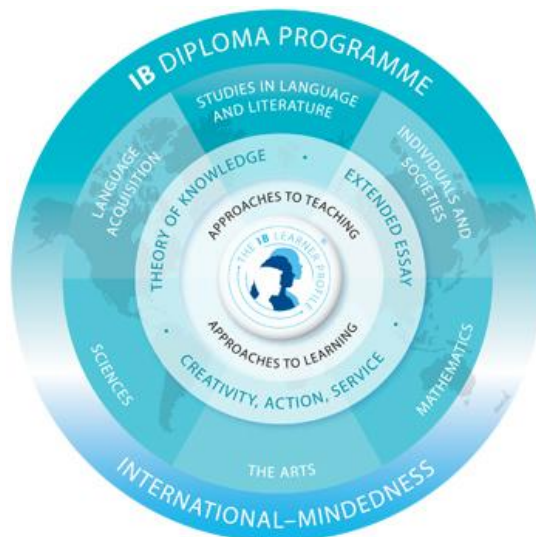 IB DIPLOMA PROGRAMME
STUDIES IN LANGUAGE
AND LITERATURE
LANGUAGE
ACQUISITION
INDIVIDUALS AND
SOCIETIES
THEORY OF KNOWLEDGE
EXTENDED ESSAY
APPROACHES TO TEACHING
THE IB LEARNER PROFILE
®
APPROACHES TO LEARNING
CREATIVITY, ACTION, SERVICE
SCIENCES
MATHEMATICS
THE ARTS
INTERNATIONAL–MINDEDNESS